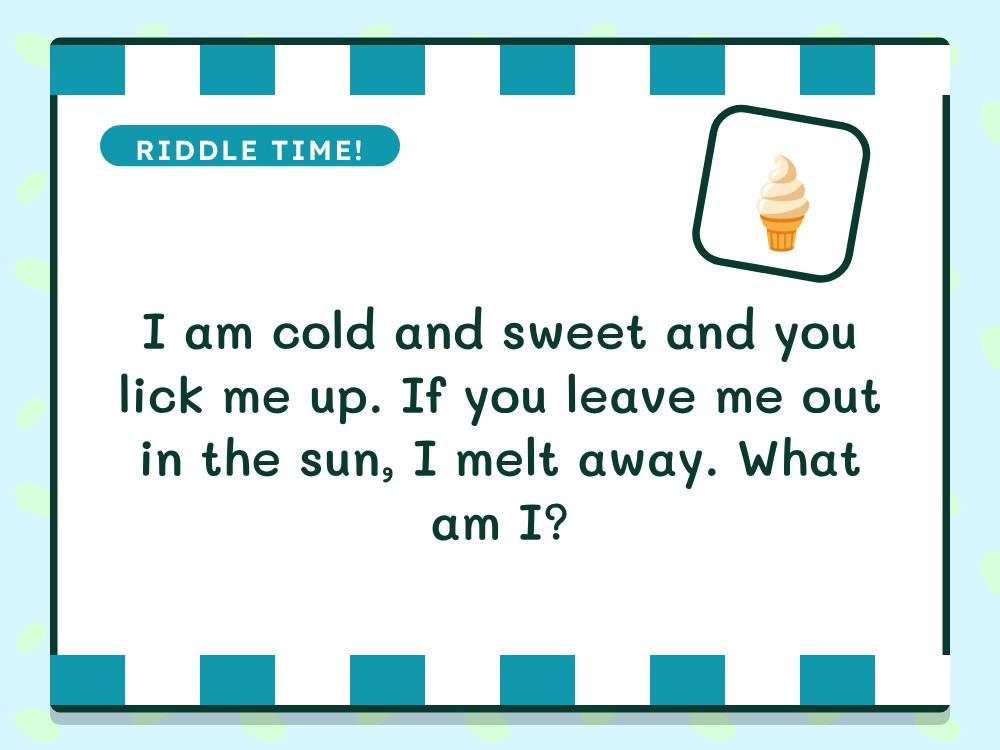 RIDDLE TIME!
I am cold and sweet and you
lick me up. If you leave me out
in the sun, I melt away. What
am I?